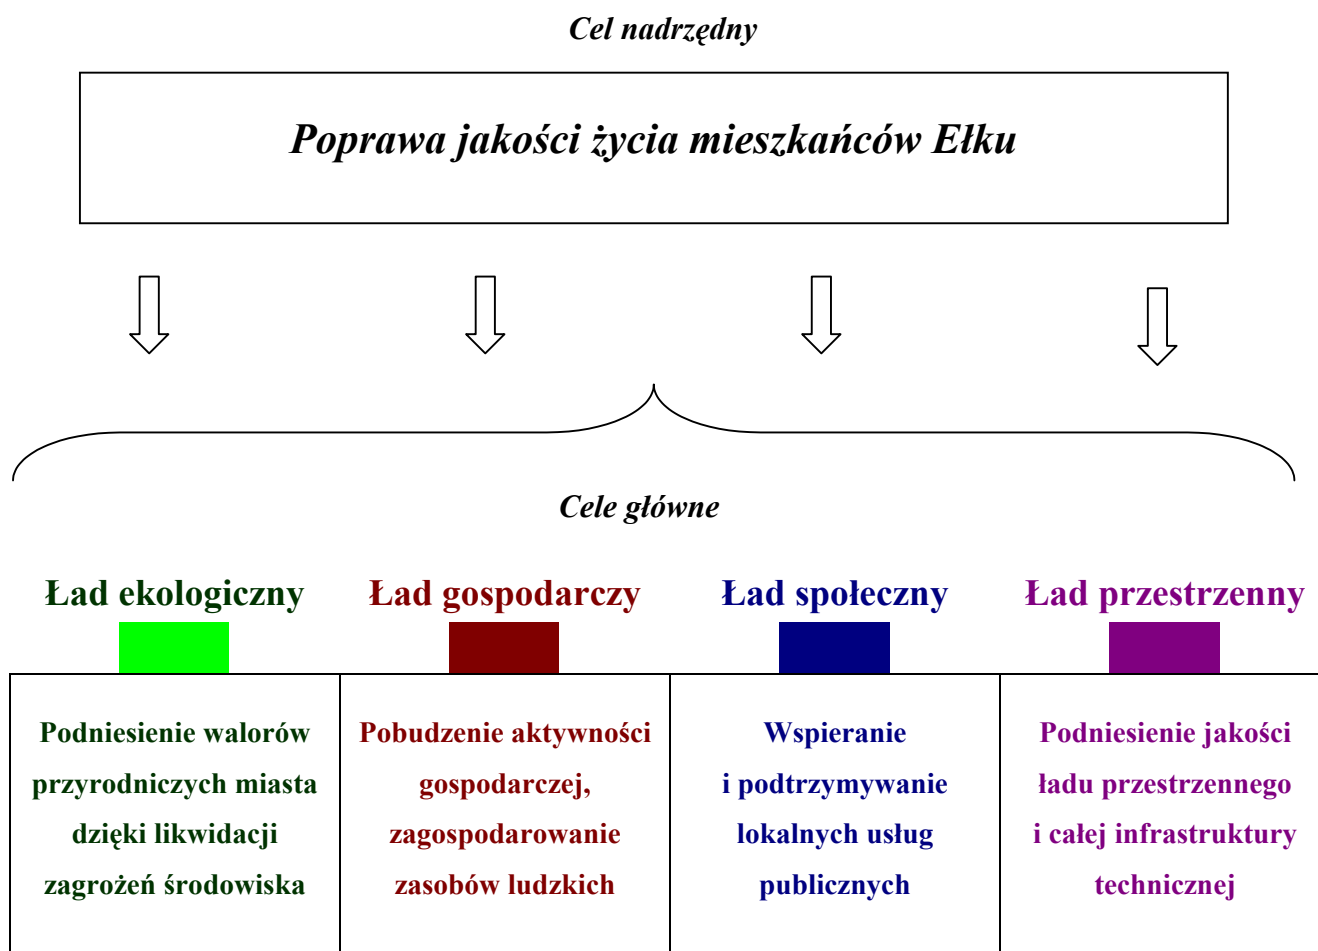 Cel nadrzędny
Poprawa jakości życia mieszkańców Ełku
Cele główne
Ład ekologiczny
Podniesienie walorów
przyrodniczych miasta
dzięki likwidacji
zagrożeń środowiska
Ład gospodarczy
Pobudzenie aktywności
gospodarczej,
zagospodarowanie
zasobów ludzkich
Ład społeczny
Wspieranie
i podtrzymywanie
lokalnych usług
publicznych
Ład przestrzenny
Podniesienie jakości
ładu przestrzennego
i całej infrastruktury
technicznej